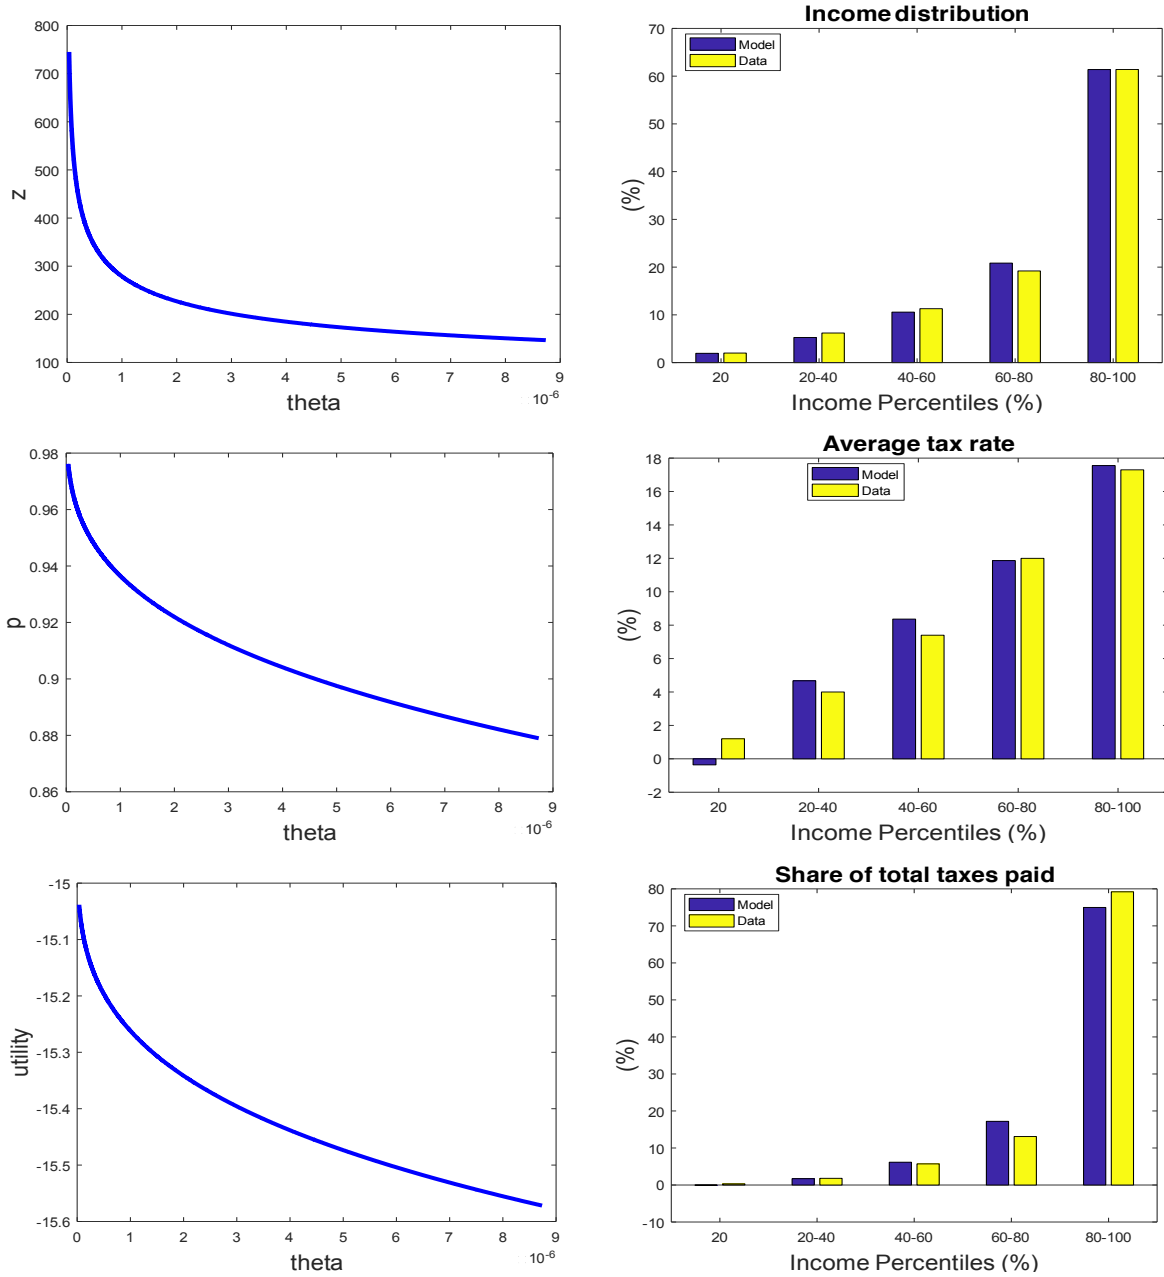 800
700
600
500
400
300
200
100
z
0 1 2 3 4 5 6 7 8 9
theta
10-6
Income distribution
70
60
50
40
30
20
10
0
(%)
Model
Data
20 20-40 40-60 60-80 80-100
Income Percentiles (%)
0.98
0.96
0.94
0.92
0.9
0.88
0.86
p
0 1 2 3 4 5 6 7 8 9
theta
10-6
Average tax rate
18
16
14
12
10
8
6
4
2
0
-2
(%)
Model
Data
20 20-40 40-60 60-80 80-100
Income Percentiles (%)
-15
-15.1
-15.2
-15.3
-15.4
-15.5
-15.6
utility
0 1 2 3 4 5 6 7 8 9
theta
10-6
Share of total taxes paid
80
70
60
50
40
30
20
10
0
-10
(%)
Model
Data
20 20-40 40-60 60-80 80-100
Income Percentiles (%)